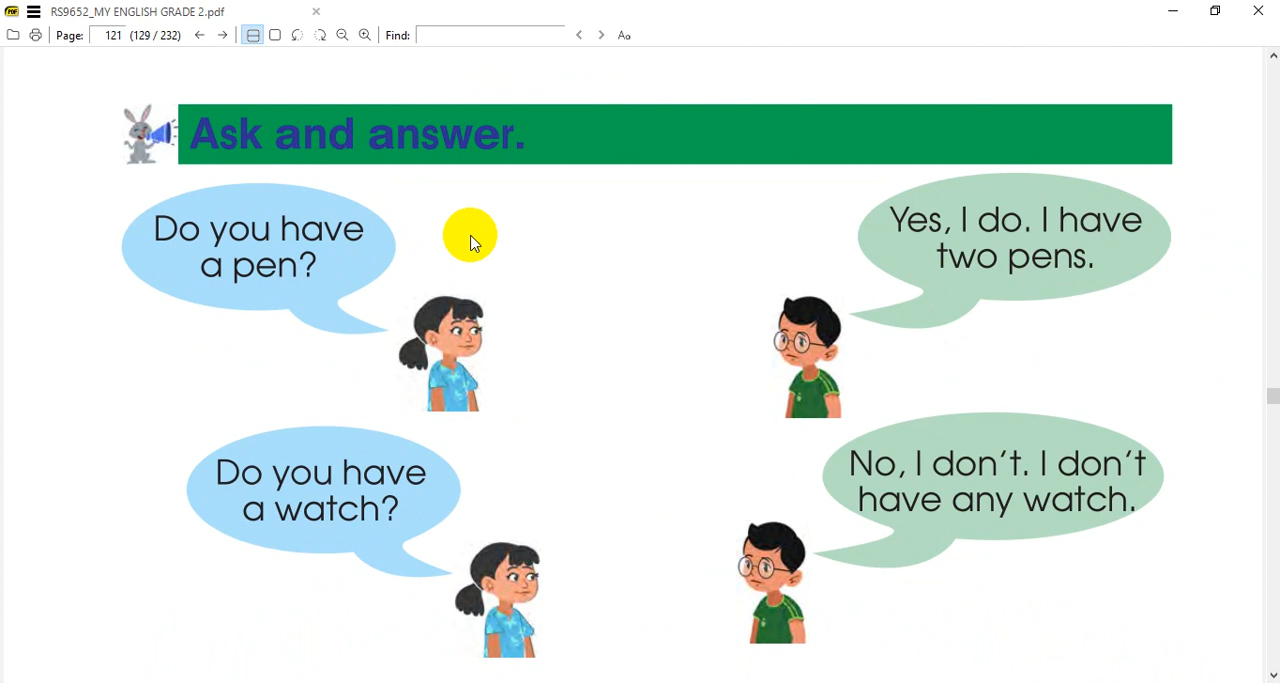 RS9652_MY ENGLISH GRADE 2.pdf
Page: 121 (129 / 232) Find: Aa
Ask and answer.
Do you have
a pen?
Yes, I do. I have
two pens.
Do you have
a watch?
No, I don't. I don't
have any watch.